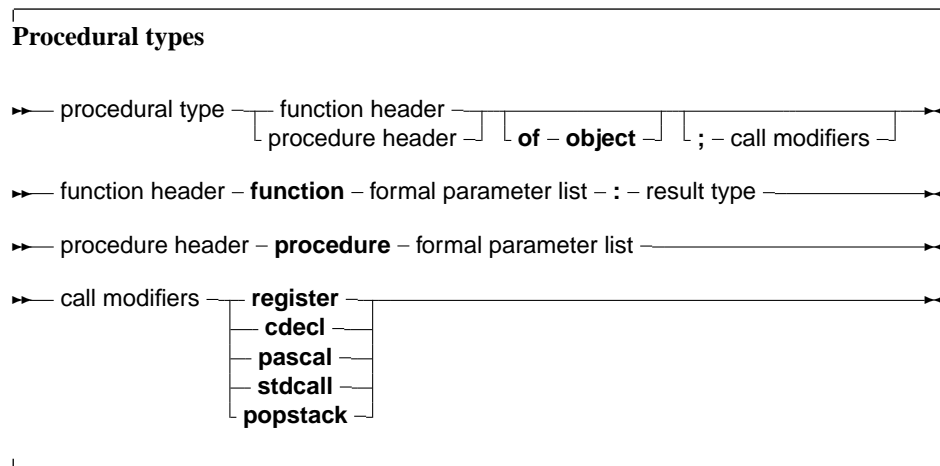 Procedural types
procedural type function header
procedure header of – object ; – call modifiers
function header – function – formal parameter list – : – result type
procedure header – procedure – formal parameter list
call modifiers register
cdecl
pascal
stdcall
popstack